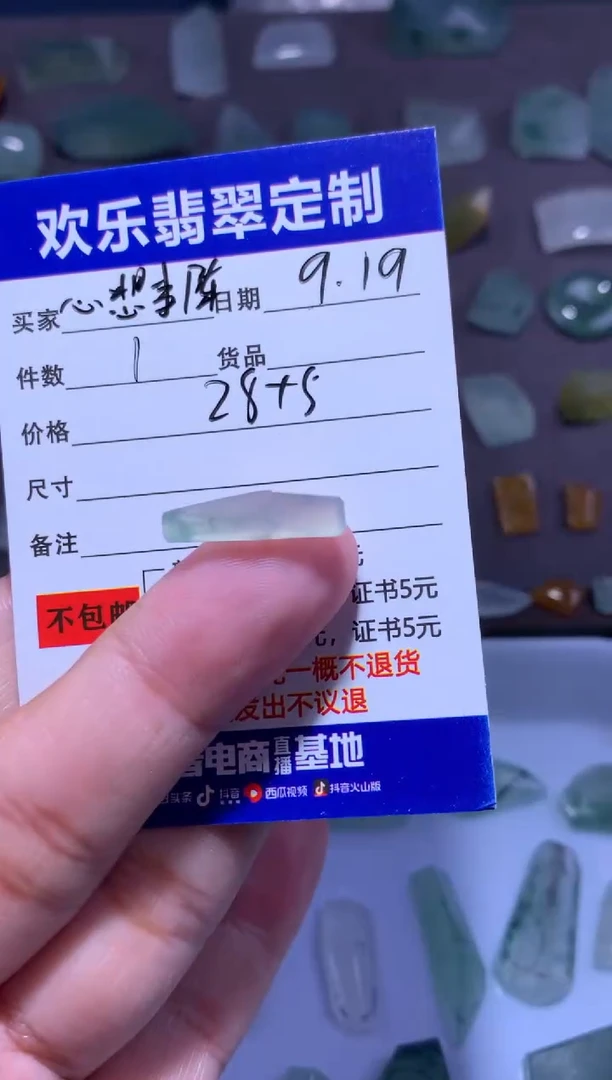 欢乐翡翠定制
买家 心想事陈 日期 9.19
件数 1 货品
价格 28+5
尺寸
备注
不包邮 证书5元
证书5元
一概不退货
发出不议退
电商直播基地
头条 抖音 西瓜视频 抖音火山版